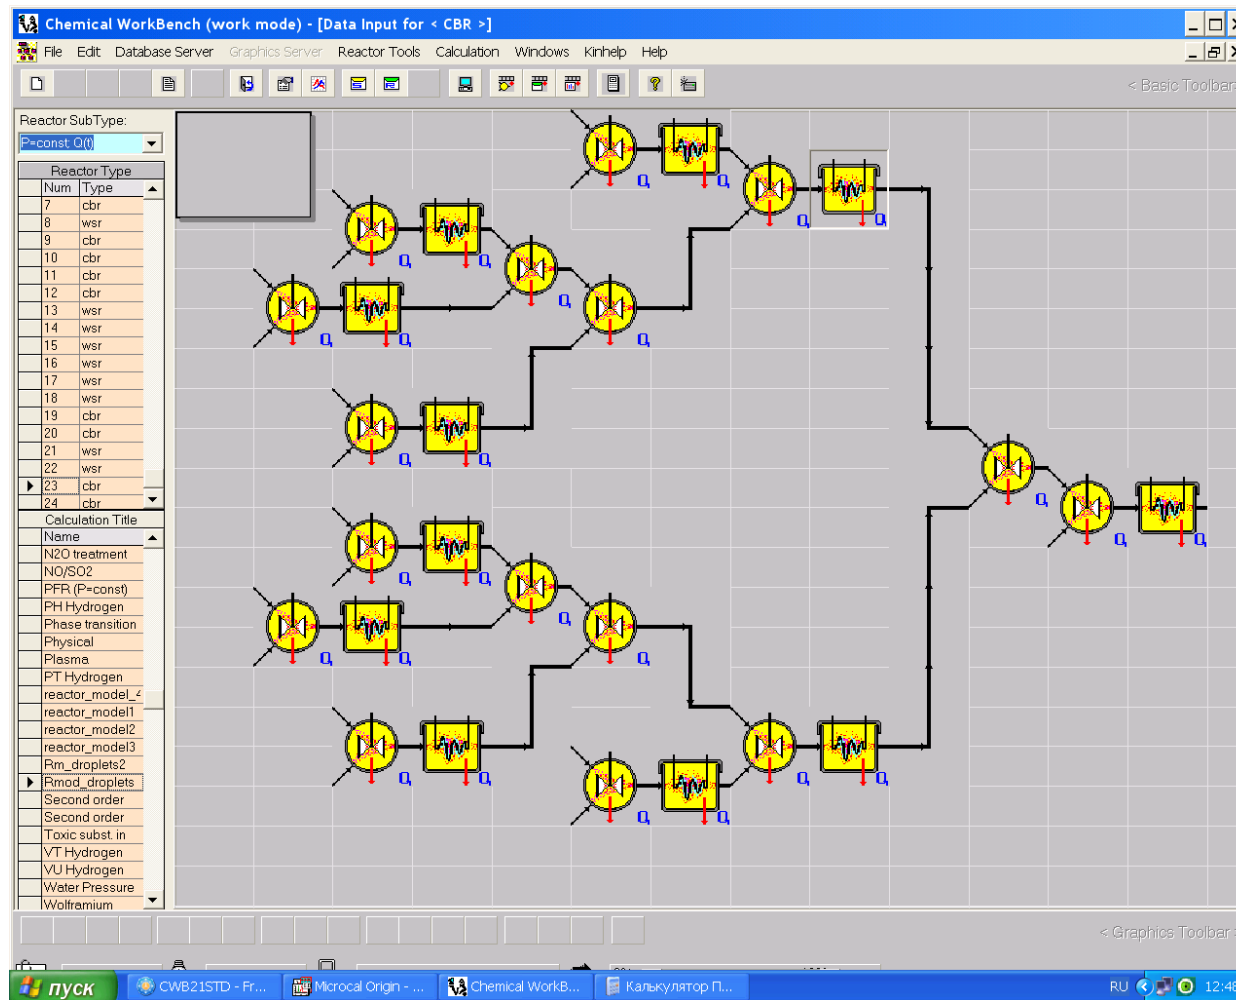 Chemical WorkBench (work mode) - [Data Input for < CBR >]
File Edit Database Server Graphics Server Reactor Tools Calculation Windows Kinhelp Help
< Basic Toolbar
Reactor SubType:
P=const Q(t)
Reactor Type
Num Type
7 cbr
8 wsr
9 cbr
10 cbr
11 cbr
12 cbr
13 wsr
14 wsr
15 wsr
16 wsr
17 wsr
18 wsr
19 cbr
20 cbr
21 wsr
22 wsr
23 cbr
24 cbr
Calculation Title
Name
N2O treatment
NO/SO2
PFR (P=const)
PH Hydrogen
Phase transition
Physical
Plasma
PT Hydrogen
reactor_model_4
reactor_model1
reactor_model2
reactor_model3
Rm_droplets2
Rmod_droplets
Second order
Second order
Toxic subst. in
VT Hydrogen
VU Hydrogen
Water Pressure
Wolframium
< Graphics Toolbar >
пуск
CWB21STD - Fr...
Microcal Origin - ...
Chemical WorkB...
Калькулятор П...
RU
12:48